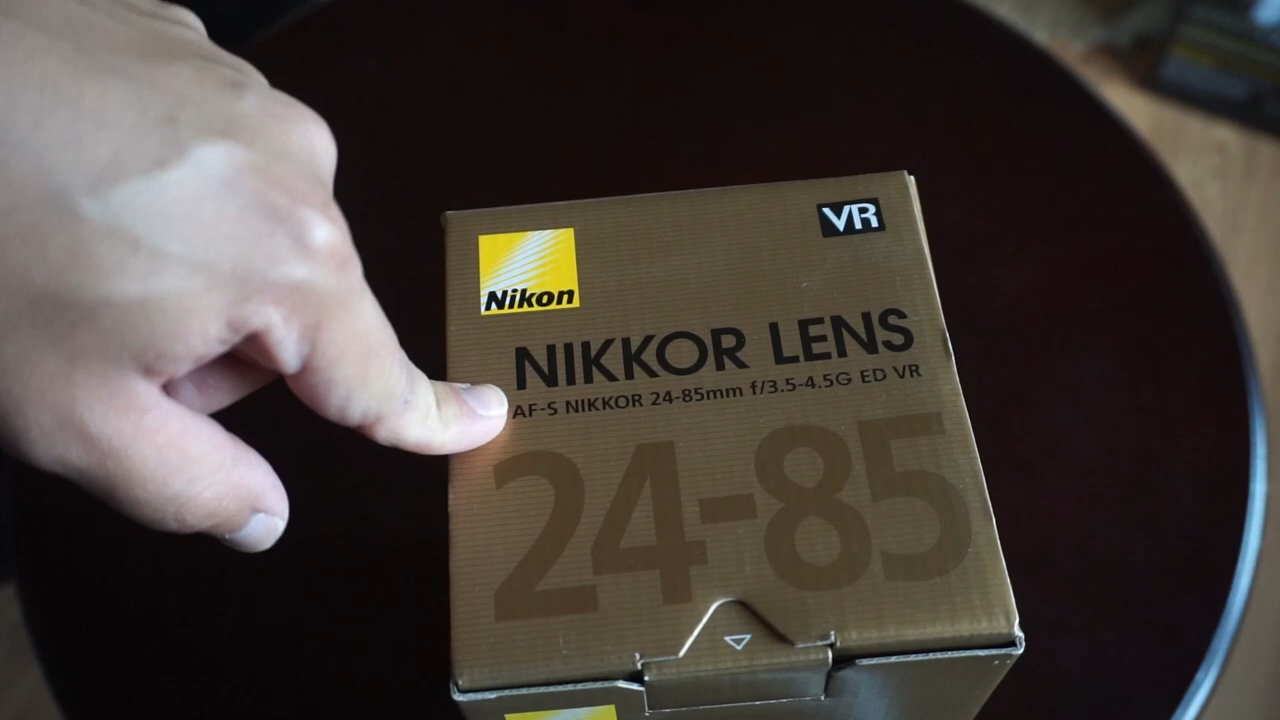 Nikon
VR
NIKKOR LENS
AF-S NIKKOR 24-85mm f/3.5-4.5G ED VR
24-85